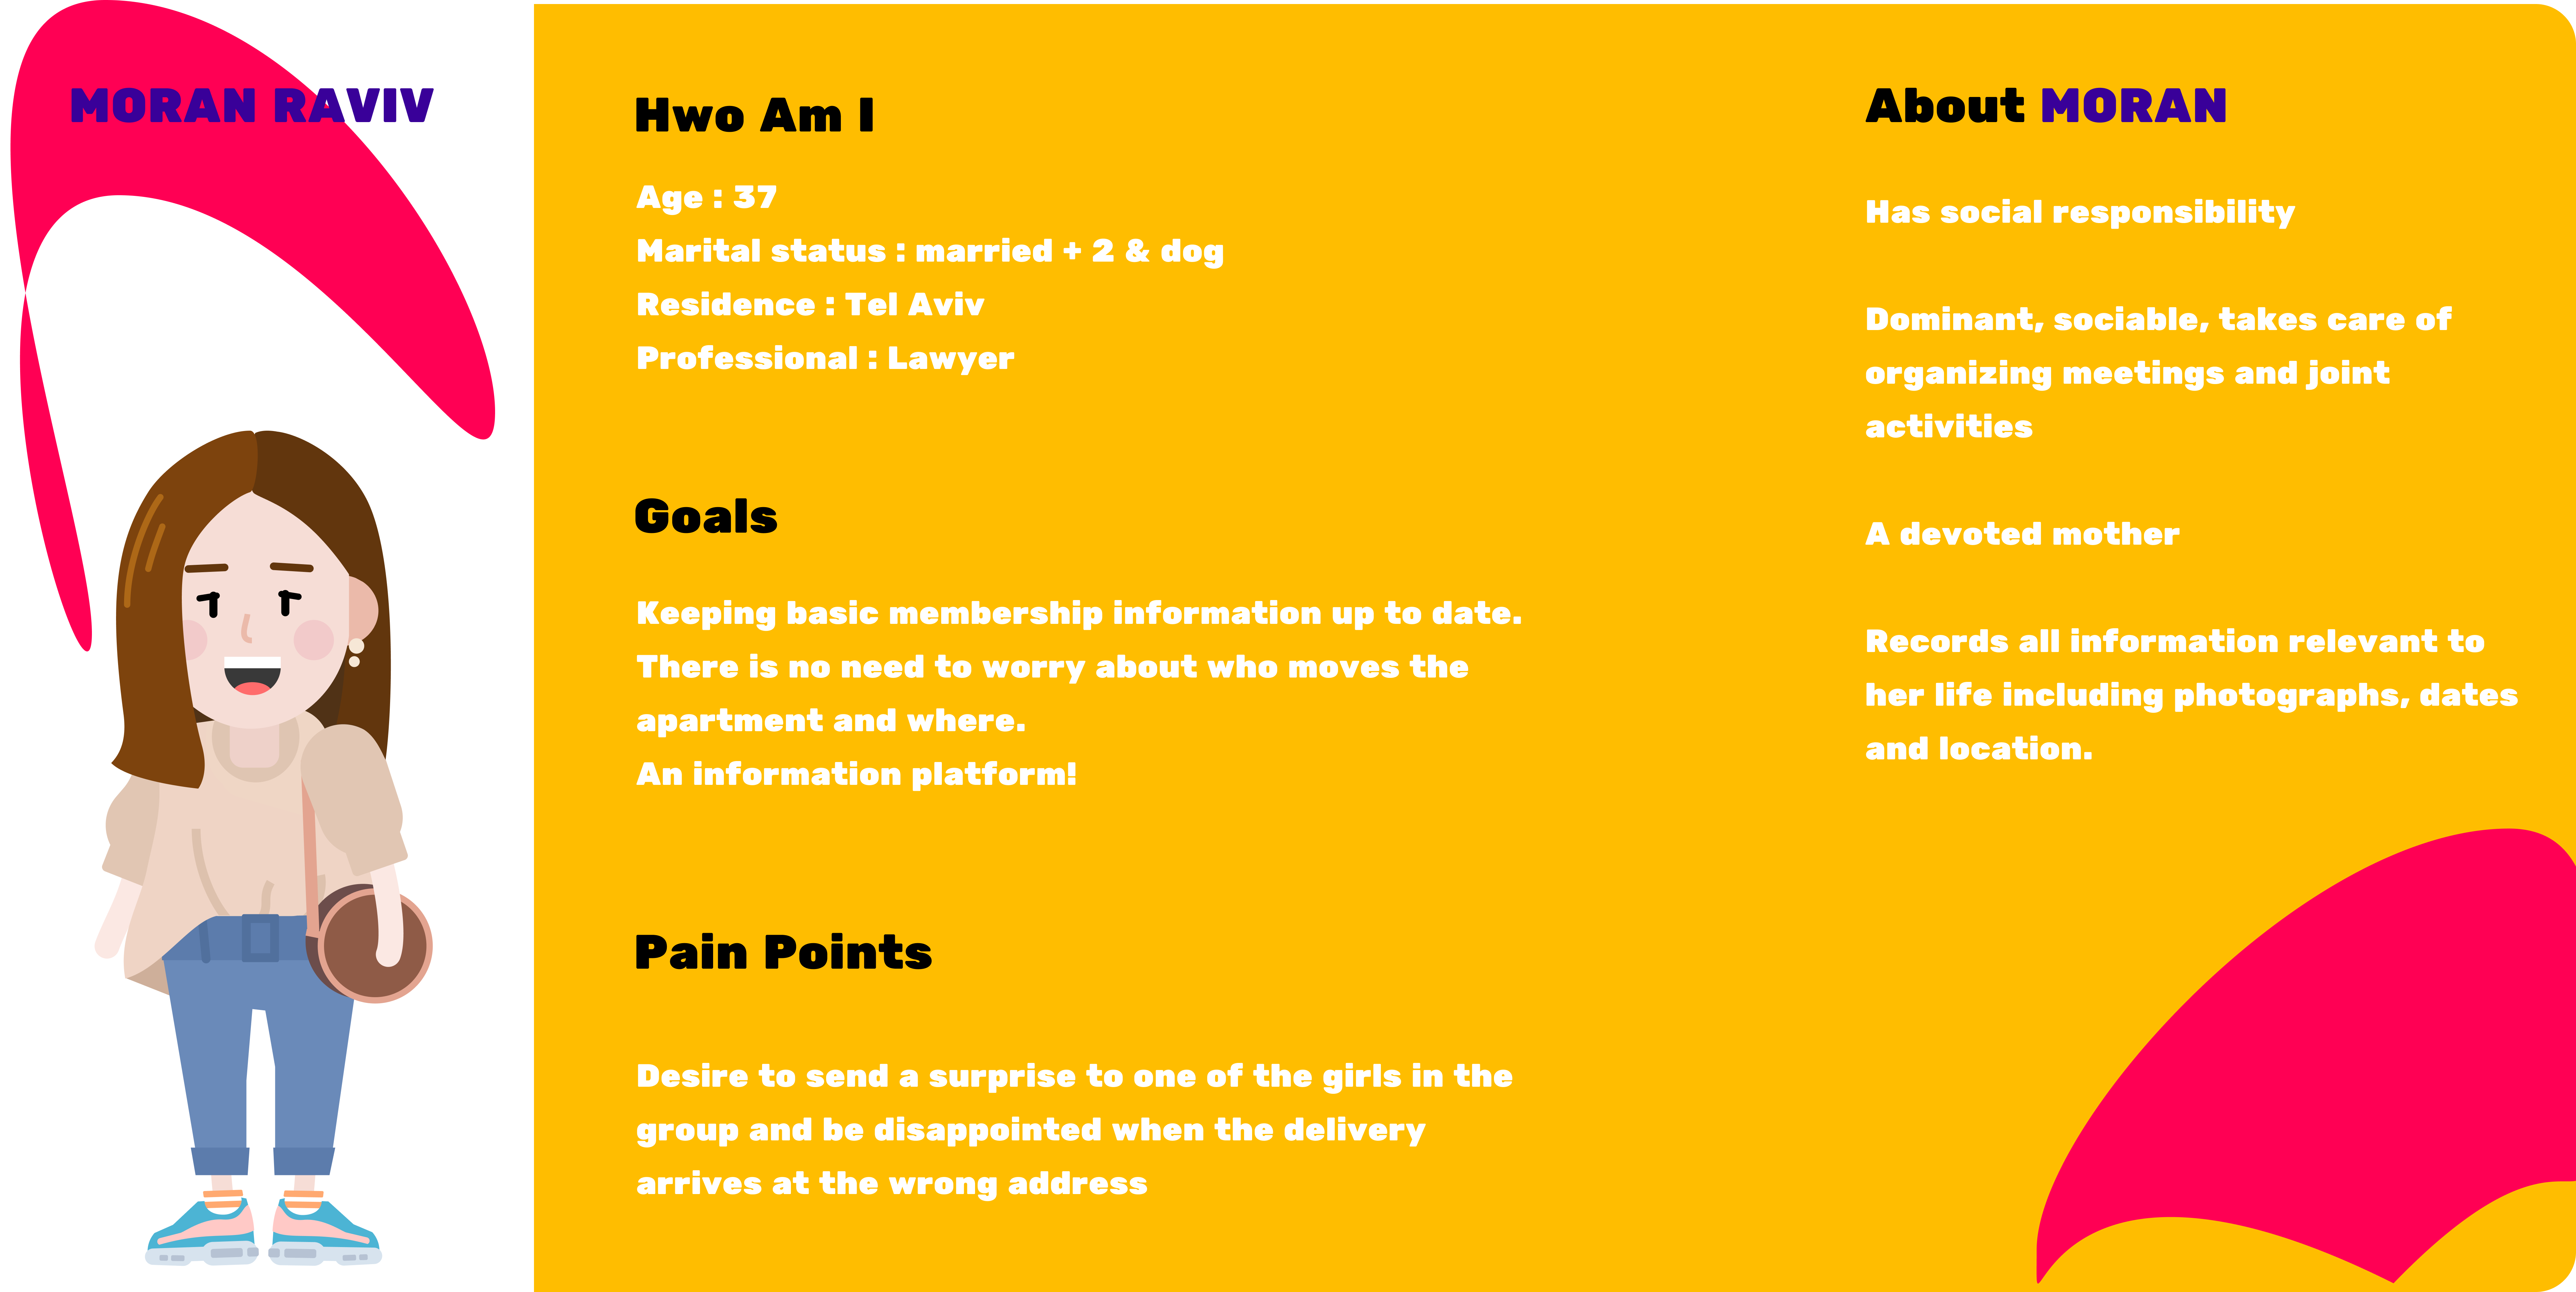 MORAN RAVIV
Hwo Am I
Age : 37
Marital status : married + 2 & dog
Residence : Tel Aviv
Professional : Lawyer
Goals
Keeping basic membership information up to date.
There is no need to worry about who moves the
apartment and where.
An information platform!
Pain Points
Desire to send a surprise to one of the girls in the
group and be disappointed when the delivery
arrives at the wrong address
About MORAN
Has social responsibility
Dominant, sociable, takes care of
organizing meetings and joint
activities
A devoted mother
Records all information relevant to
her life including photographs, dates
and location.